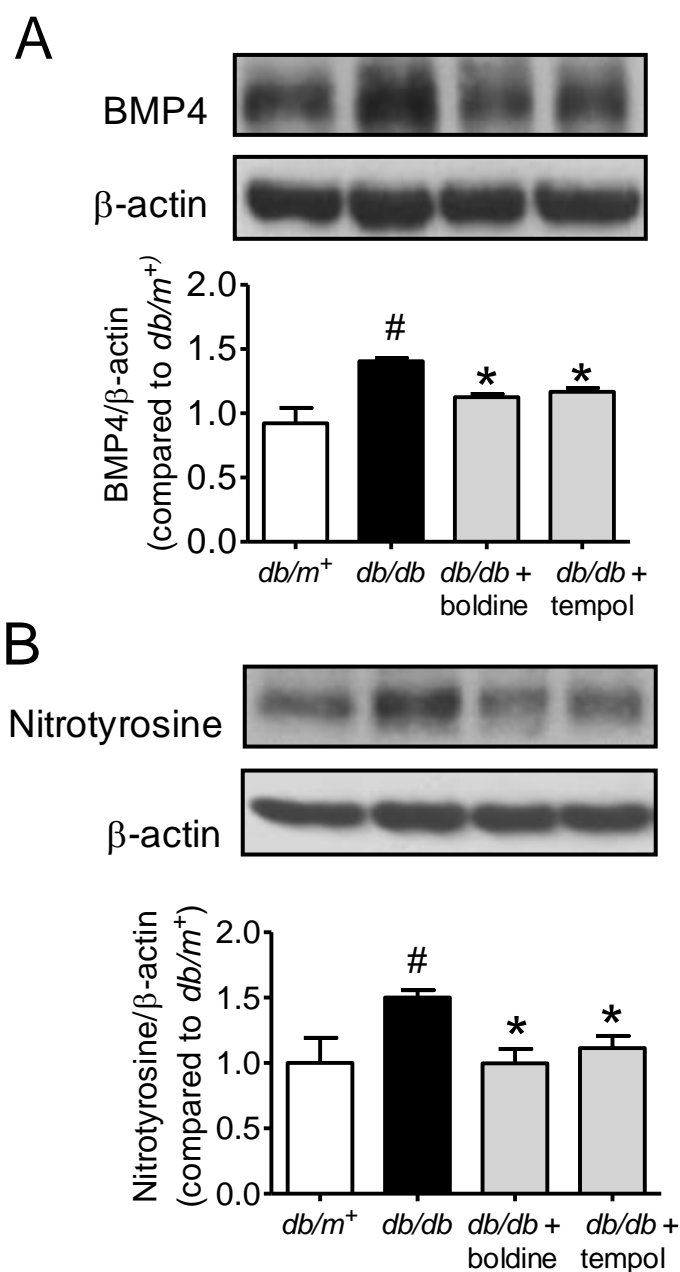 A
BMP4
β-actin
BMP4/β-actin
(compared to db/m⁺)
2.0
1.5
1.0
0.5
0.0
#
*
*
db/m⁺ db/db db/db + db/db +
boldine tempol
B
Nitrotyrosine
β-actin
Nitrotyrosine/β-actin
(compared to db/m⁺)
2.0
1.5
1.0
0.5
0.0
#
*
*
db/m⁺ db/db db/db + db/db +
boldine tempol